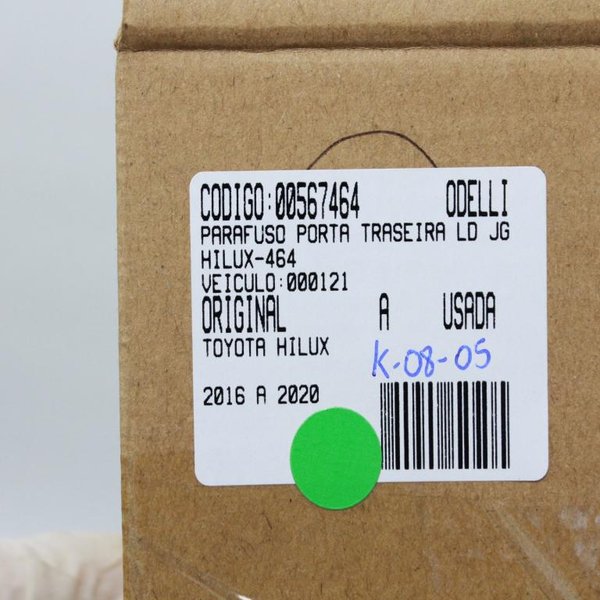 CODIGO:00567464 ODELLI
PARAFUSO PORTA TRASEIRA LD JG
HILUX-464
VEICULO:000121
ORIGINAL A USADA
TOYOTA HILUX
K-08-05
2016 A 2020